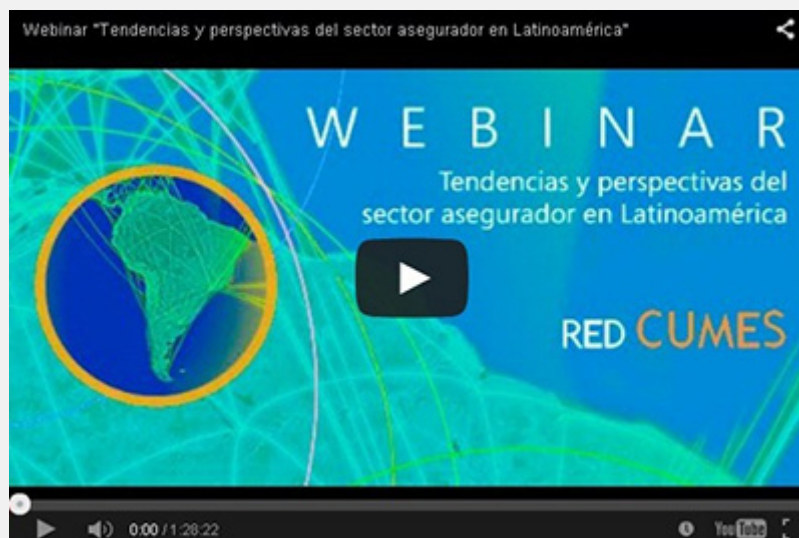 Webinar "Tendencias y perspectivas del sector asegurador en Latinoamérica"
WEBINAR
Tendencias y perspectivas del
sector asegurador en Latinoamérica
RED CUMES
0:00 / 1:28:22
YouTube